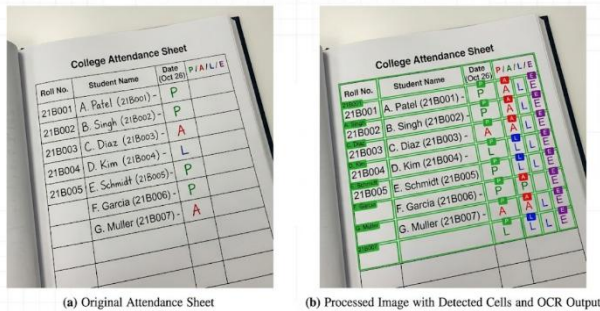 College Attendance Sheet
Roll No. Student Name Date (Oct 26) P/A/L/E
21B001 A. Patel (21B001) - P
21B002 B. Singh (21B002) - P
21B003 C. Diaz (21B003) - A
21B004 D. Kim (21B004) - L
21B005 E. Schmidt (21B005) - P
F. Garcia (21B006) - P
G. Muller (21B007) - A
(a) Original Attendance Sheet
College Attendance Sheet
Roll No. Student Name Date (Oct 26) P/A/L/E
21B001 A. Patel (21B001) - P A L E
21B002 B. Singh (21B002) - P A L E
21B003 C. Diaz (21B003) - A A L E
21B004 D. Kim (21B004) - L L L E
21B005 E. Schmidt (21B005) P A L E
F. Garcia (21B006) - P P L E
G. Muller (21B007) - A A L E
L L L E
(b) Processed Image with Detected Cells and OCR Output